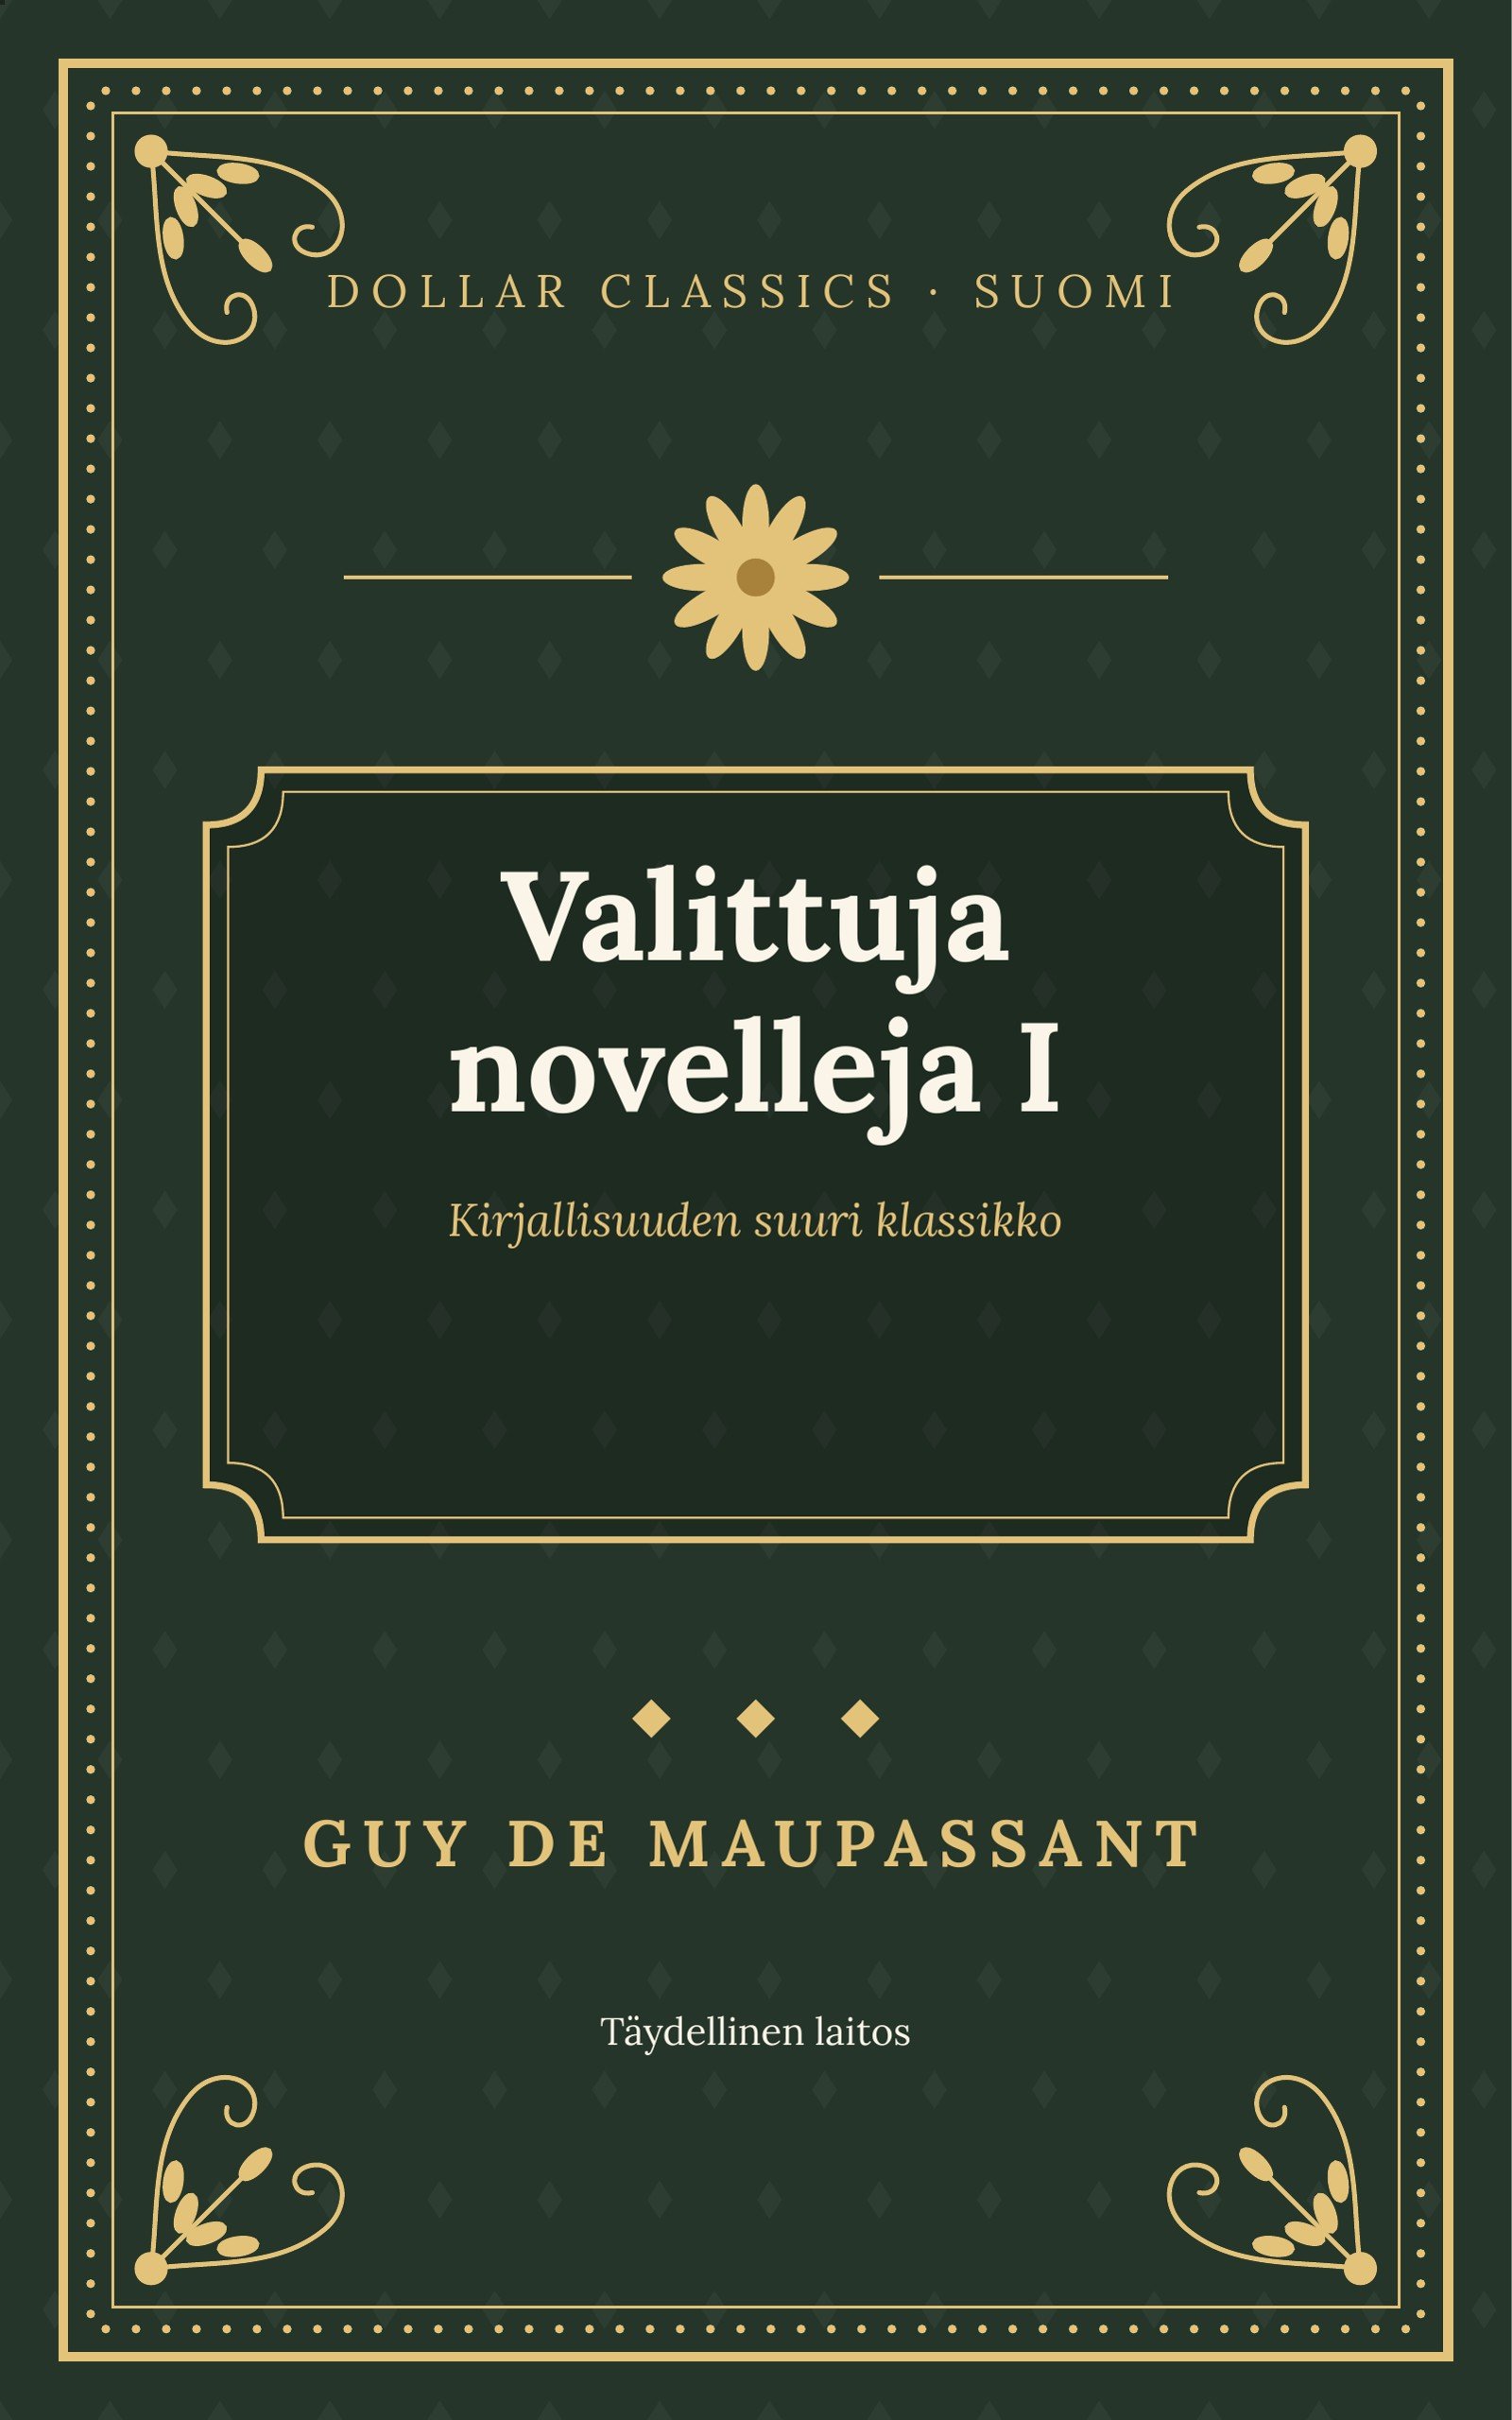 DOLLAR CLASSICS · SUOMI
Valittuja
novelleja I
Kirjallisuuden suuri klassikko
GUY DE MAUPASSANT
Täydellinen laitos